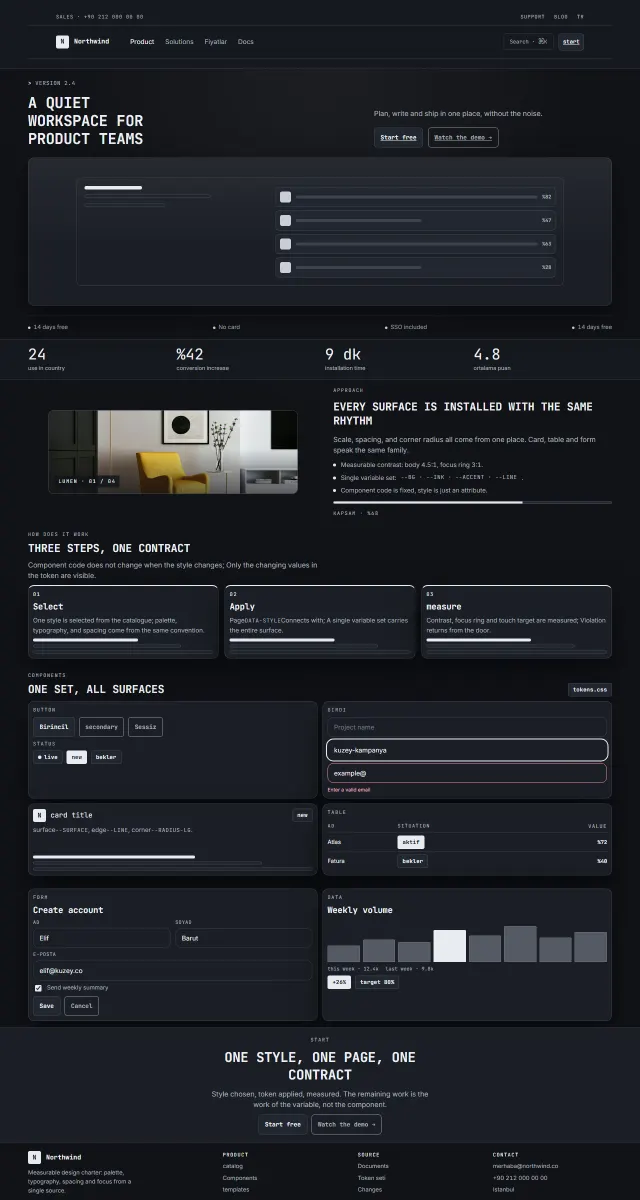 SALES · +90 212 000 00 00
SUPPORT BLOG TR
N Northwind Product Solutions Fiyatlar Docs Search · ⌘K start
> VERSION 2.4
A QUIET
WORKSPACE FOR
PRODUCT TEAMS
Plan, write and ship in one place, without the noise.
Start free Watch the demo →
%82
%47
%63
%28
14 days free No card SSO included 14 days free
24 %42 9 dk 4.8
use in country conversion increase installation time ortalama puan
LUMEN · 01 / 04
APPROACH
EVERY SURFACE IS INSTALLED WITH THE SAME
RHYTHM
Scale, spacing, and corner radius all come from one place. Card, table and form
speak the same family.
Measurable contrast: body 4.5:1, focus ring 3:1.
Single variable set: --BG · --INK · --ACCENT · --LINE .
Component code is fixed, style is just an attribute.
KAPSAM · %68
HOW DOES IT WORK
THREE STEPS, ONE CONTRACT
Component code does not change when the style changes; Only the changing values in
the token are visible.
01
Select
One style is selected from the catalogue; palette,
typography, and spacing come from the same convention.
02
Apply
PageDATA-STYLEConnects with; A single variable set carries
the entire surface.
03
measure
Contrast, focus ring and touch target are measured; Violation
returns from the door.
COMPONENTS
ONE SET, ALL SURFACES
tokens.css
BUTTON
Birincil secondary Sessiz
STATUS
live new bekler
BIRDI
Project name
kuzey-kampanya
example@
Enter a valid email
N card title new
surface--SURFACE, edge--LINE, corner--RADIUS-LG.
TABLE
AD SITUATION VALUE
Atlas aktif %72
Fatura bekler %40
FORM
Create account
AD SOYAD
Elif Barut
E-POSTA
elif@kuzey.co
Send weekly summary
Save Cancel
DATA
Weekly volume
this week · 12.4k last week · 9.8k
+26% target 80%
START
ONE STYLE, ONE PAGE, ONE
CONTRACT
Style chosen, token applied, measured. The remaining work is the
work of the variable, not the component.
Start free Watch the demo →
N Northwind
Measurable design charter: palette,
typography, spacing and focus from a
single source.
PRODUCT
catalog
Components
templates
SOURCE
Documents
Token seti
Changes
CONTACT
merhaba@northwind.co
+90 212 000 00 00
Istanbul